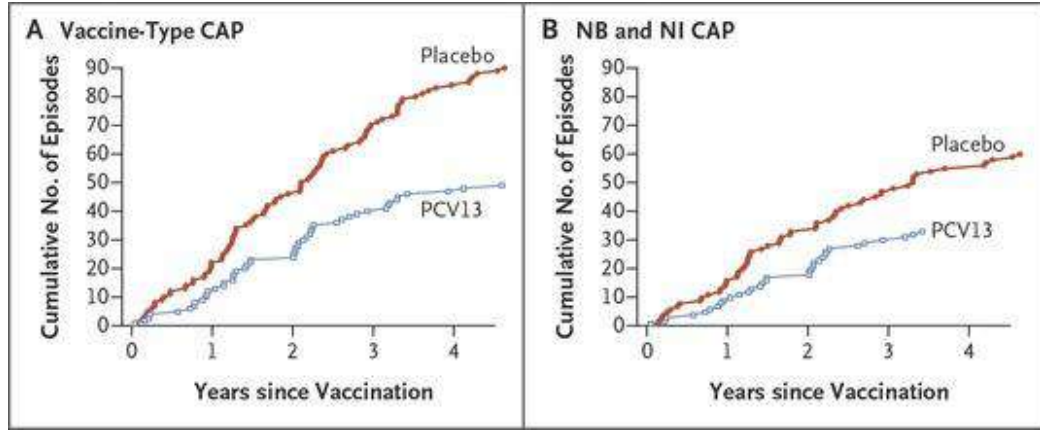 A Vaccine-Type CAP
Cumulative No. of Episodes
90
80
70
60
50
40
30
20
10
0
Placebo
PCV13
0 1 2 3 4
Years since Vaccination
B NB and NI CAP
Cumulative No. of Episodes
90
80
70
60
50
40
30
20
10
0
Placebo
PCV13
0 1 2 3 4
Years since Vaccination